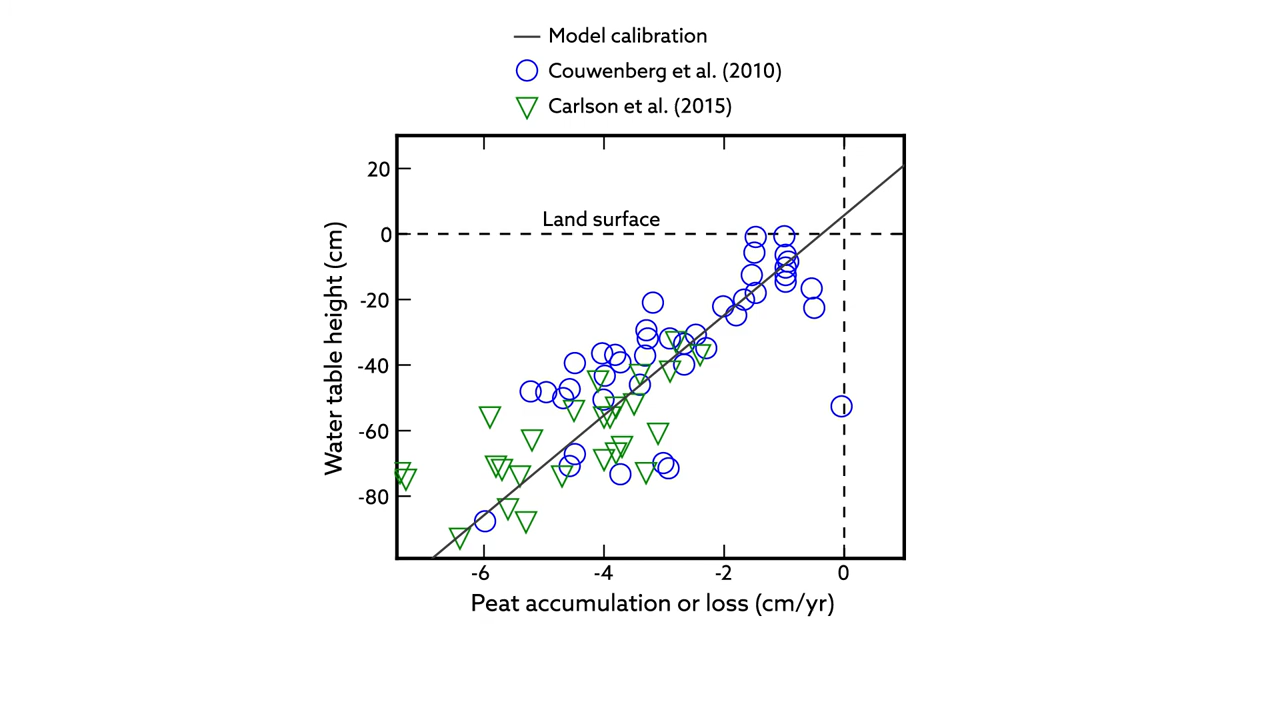 Model calibration
Couwenberg et al. (2010)
Carlson et al. (2015)
20
Land surface
0
-20
-40
-60
-80
Water table height (cm)
-6 -4 -2 0
Peat accumulation or loss (cm/yr)